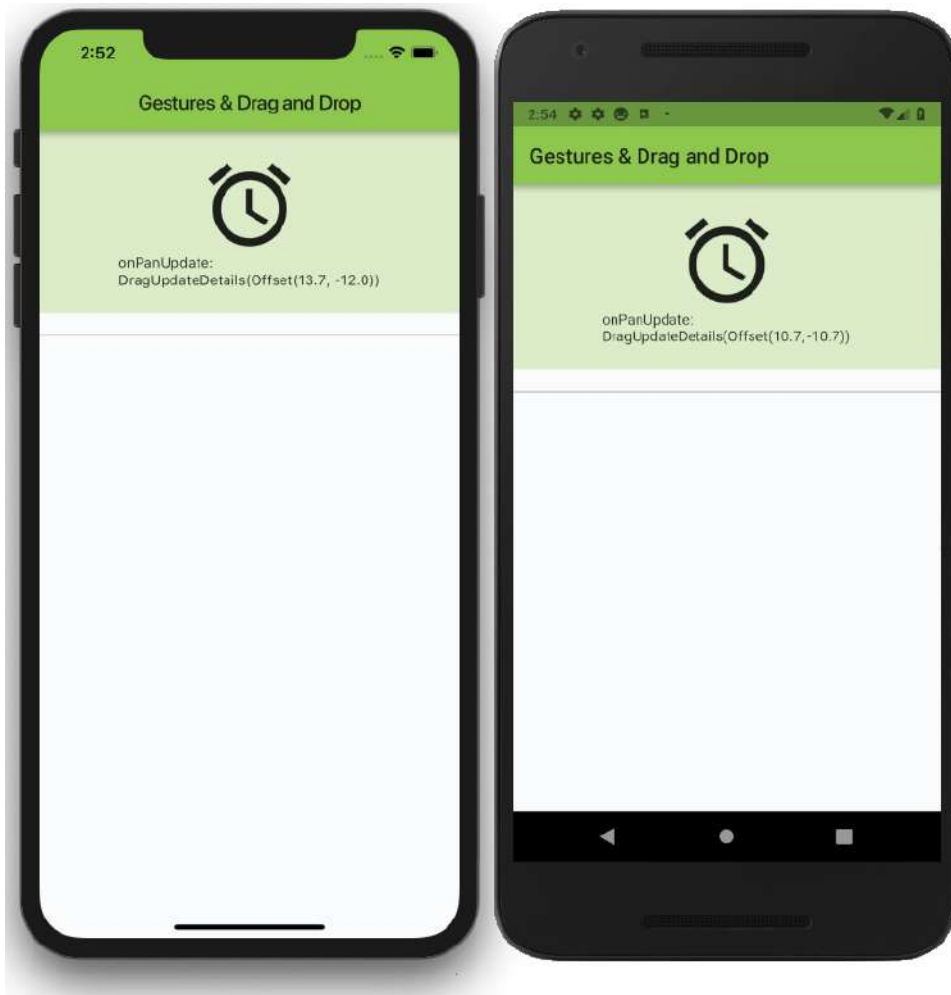 2:52
Gestures & Drag and Drop
onPanUpdate:
DragUpdateDetails(Offset(13.7, -12.0))
2:54
Gestures & Drag and Drop
onPanUpdate:
DragUpdateDetails(Offset(10.7,-10.7))